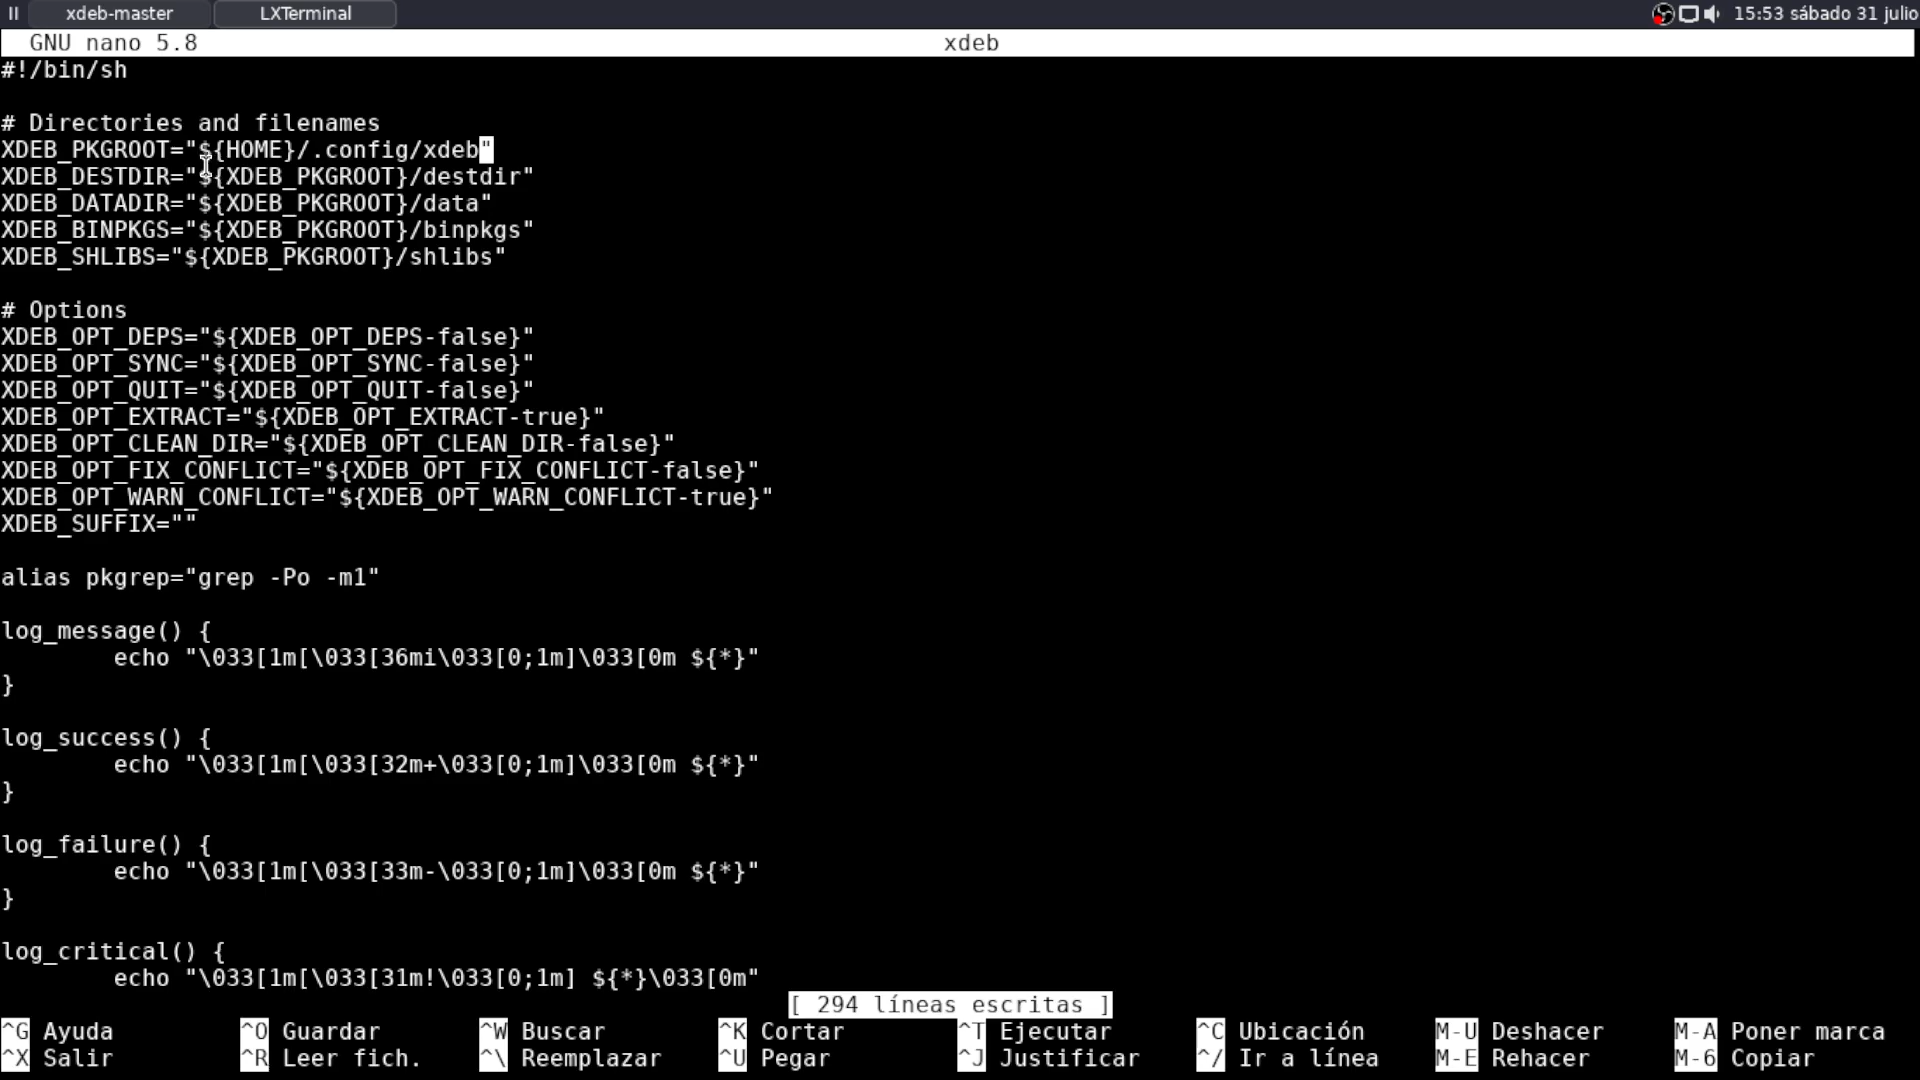 xdeb-master LXTerminal 15:53 sábado 31 julio
GNU nano 5.8 xdeb
#!/bin/sh

# Directories and filenames
XDEB_PKGROOT="${HOME}/.config/xdeb"
XDEB_DESTDIR="${XDEB_PKGROOT}/destdir"
XDEB_DATADIR="${XDEB_PKGROOT}/data"
XDEB_BINPKGS="${XDEB_PKGROOT}/binpkgs"
XDEB_SHLIBS="${XDEB_PKGROOT}/shlibs"

# Options
XDEB_OPT_DEPS="${XDEB_OPT_DEPS-false}"
XDEB_OPT_SYNC="${XDEB_OPT_SYNC-false}"
XDEB_OPT_QUIT="${XDEB_OPT_QUIT-false}"
XDEB_OPT_EXTRACT="${XDEB_OPT_EXTRACT-true}"
XDEB_OPT_CLEAN_DIR="${XDEB_OPT_CLEAN_DIR-false}"
XDEB_OPT_FIX_CONFLICT="${XDEB_OPT_FIX_CONFLICT-false}"
XDEB_OPT_WARN_CONFLICT="${XDEB_OPT_WARN_CONFLICT-true}"
XDEB_SUFFIX=""

alias pkgrep="grep -Po -m1"

log_message() {
        echo "\033[1m[\033[36mi\033[0;1m]\033[0m ${*}"
}

log_success() {
        echo "\033[1m[\033[32m+\033[0;1m]\033[0m ${*}"
}

log_failure() {
        echo "\033[1m[\033[33m-\033[0;1m]\033[0m ${*}"
}

log_critical() {
        echo "\033[1m[\033[31m!\033[0;1m] ${*}\033[0m"
[ 294 líneas escritas ]
^G Ayuda ^O Guardar ^W Buscar ^K Cortar ^T Ejecutar ^C Ubicación M-U Deshacer M-A Poner marca
^X Salir ^R Leer fich. ^\ Reemplazar ^U Pegar ^J Justificar ^/ Ir a línea M-E Rehacer M-6 Copiar